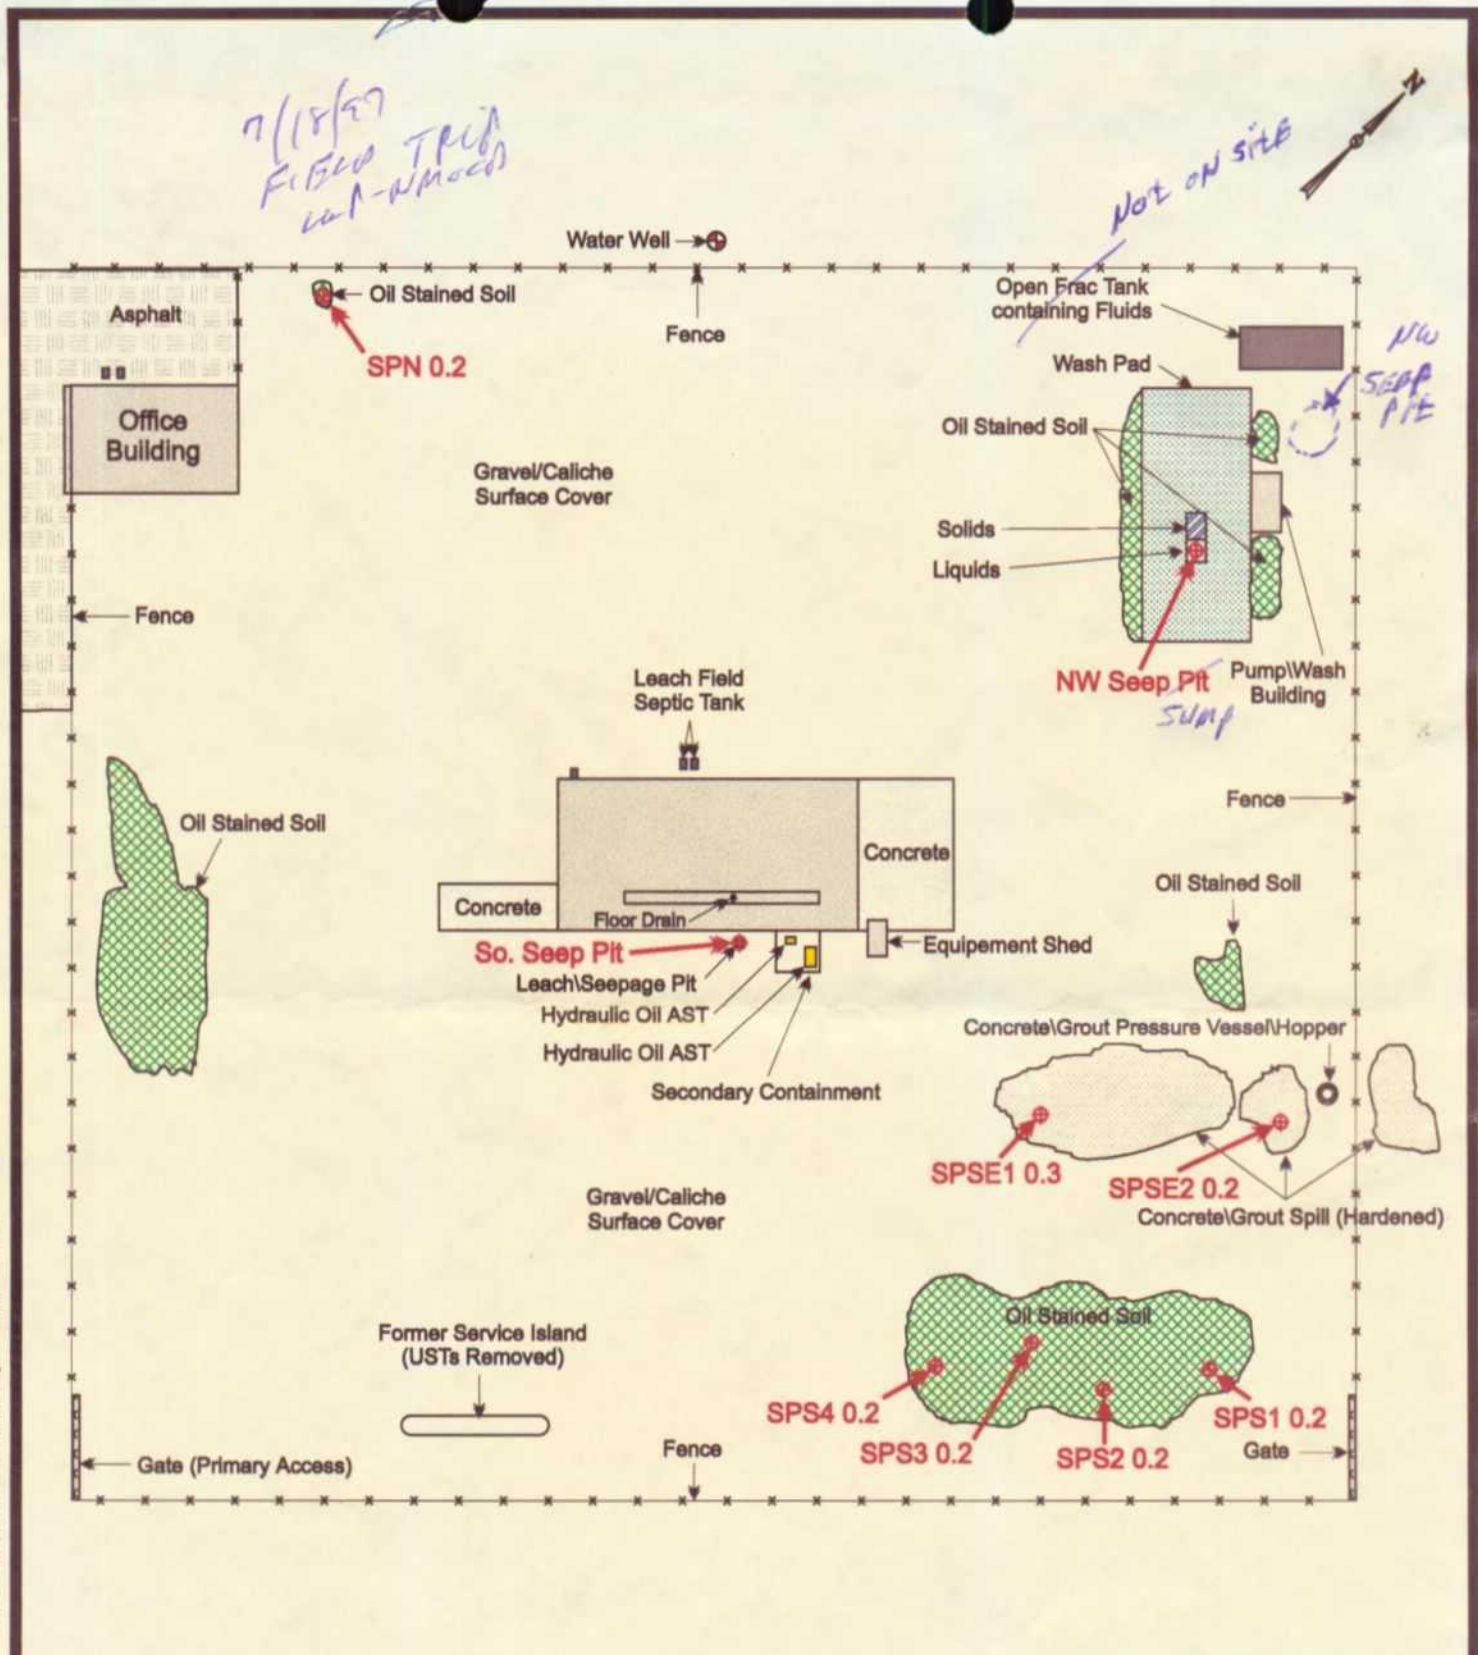 7/18/97
FIELD TRIP
N
Not ON SitE
Water Well
Asphalt
Oil Stained Soil
Fence
SPN 0.2
Open Frac Tank
containing Fluids
Wash Pad
NW
SEEP
PIt
Office
Building
Gravel/Caliche
Surface Cover
Oil Stained Soil
Solids
Liquids
Fence
NW Seep Pit
Sump
Pump\Wash
Building
Leach Field
Septic Tank
Fence
Oil Stained Soil
Concrete
Concrete
Floor Drain
Oil Stained Soil
So. Seep Pit
Leach\Seepage Pit
Equipement Shed
Hydraulic Oil AST
Hydraulic Oil AST
Secondary Containment
Concrete\Grout Pressure Vessel\Hopper
SPSE1 0.3
SPSE2 0.2
Concrete\Grout Spill (Hardened)
Gravel/Caliche
Surface Cover
Oil Stained Soil
Former Service Island
(USTs Removed)
SPS4 0.2
SPS3 0.2
SPS2 0.2
SPS1 0.2
Gate (Primary Access)
Fence
Gate